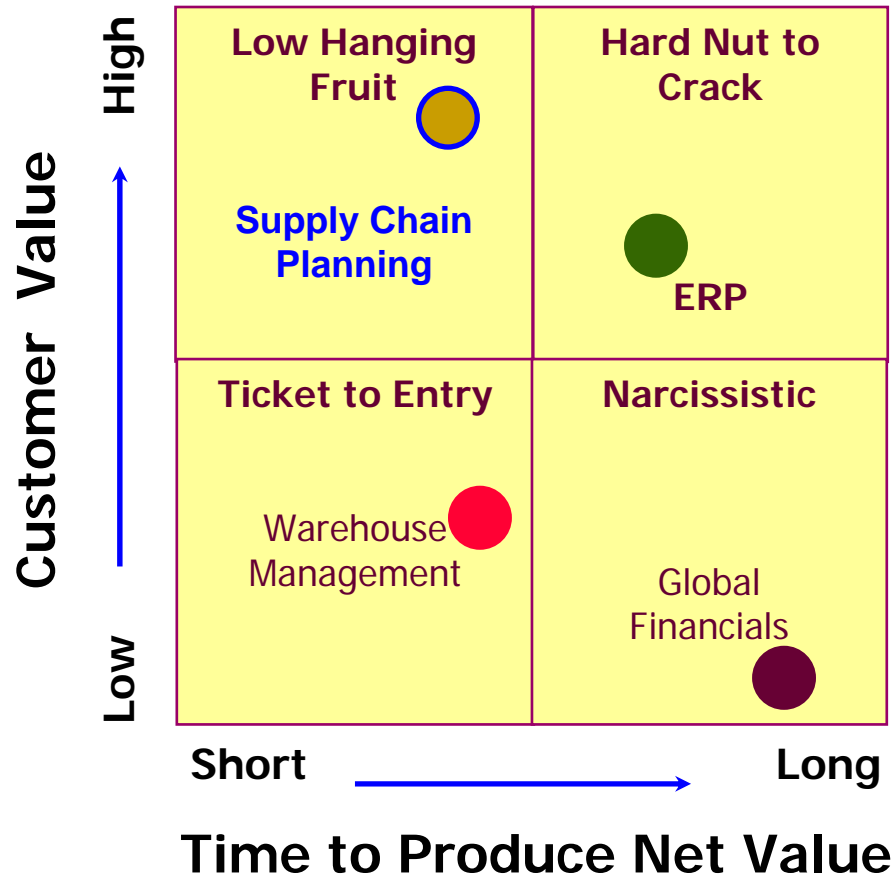 High
Low Hanging
Fruit
Hard Nut to
Crack
Customer Value
Supply Chain
Planning
ERP
Ticket to Entry
Narcissistic
Warehouse
Management
Global
Financials
Low
Short
Long
Time to Produce Net Value